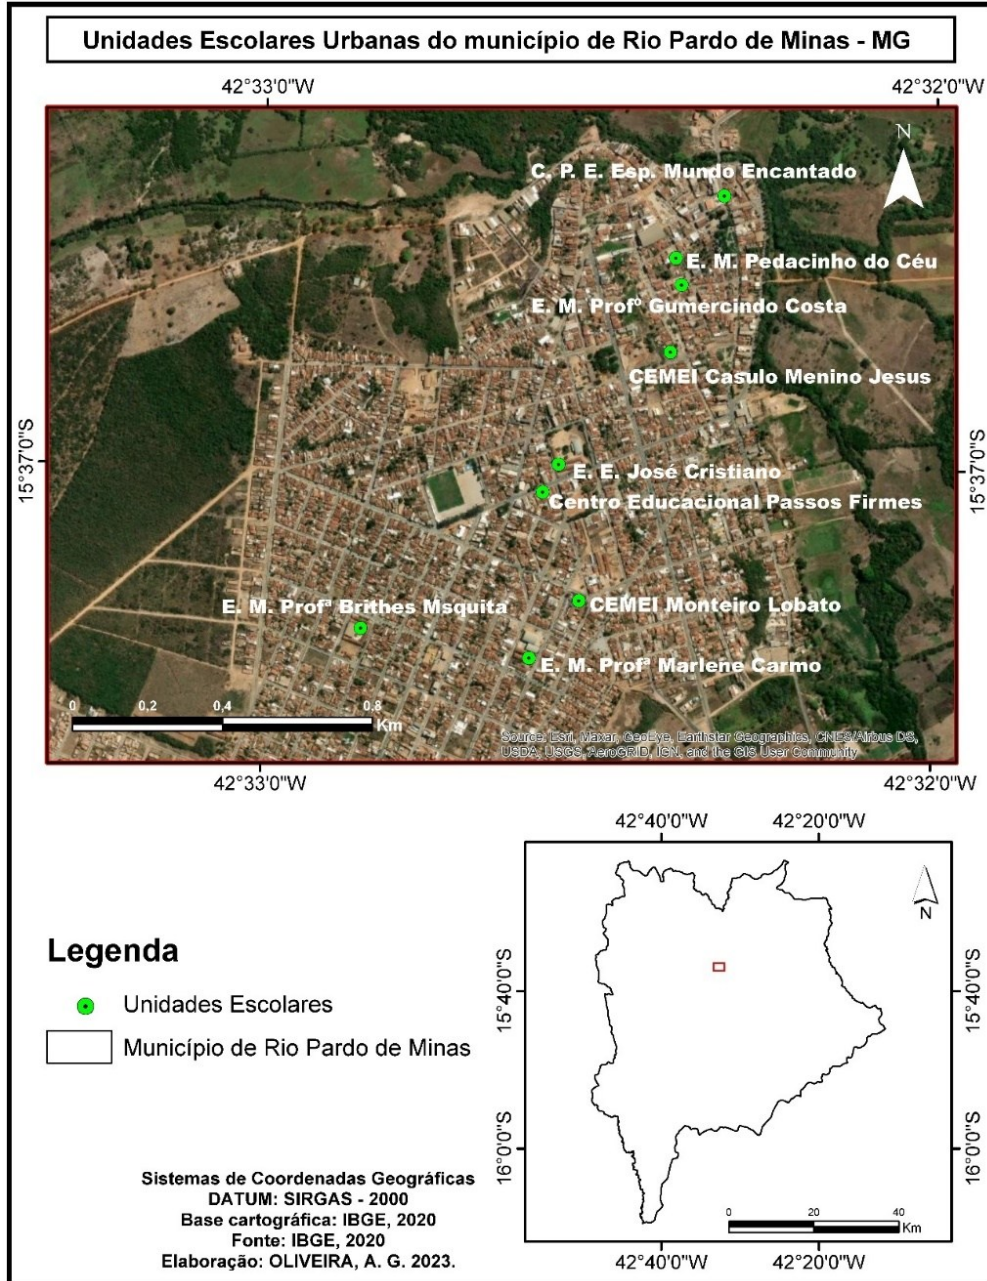 Unidades Escolares Urbanas do município de Rio Pardo de Minas - MG
42°33'0"W
42°32'0"W
N
C. P. E. Esp. Mundo Encantado
E. M. Pedacinho do Céu
E. M. Profº Gumercindo Costa
CEMEI Casulo Menino Jesus
15°37'0"S
15°37'0"S
E. E. José Cristiano
Centro Educacional Passos Firmes
E. M. Profª Brithes Msquita
CEMEI Monteiro Lobato
E. M. Profª Marlene Carmo
0 0,2 0,4 0,8
Km
Source: Esri, Maxar, GeoEye, Earthstar Geographics, CNES/Airbus DS,
USDA, USGS, AeroGRID, IGN, and the GIS User Community
42°33'0"W
42°32'0"W
42°40'0"W
42°20'0"W
N
Legenda
Unidades Escolares
Município de Rio Pardo de Minas
15°40'0"S
15°40'0"S
16°0'0"S
16°0'0"S
Sistemas de Coordenadas Geográficas
DATUM: SIRGAS - 2000
Base cartográfica: IBGE, 2020
Fonte: IBGE, 2020
Elaboração: OLIVEIRA, A. G. 2023.
0 20 40
Km
42°40'0"W
42°20'0"W